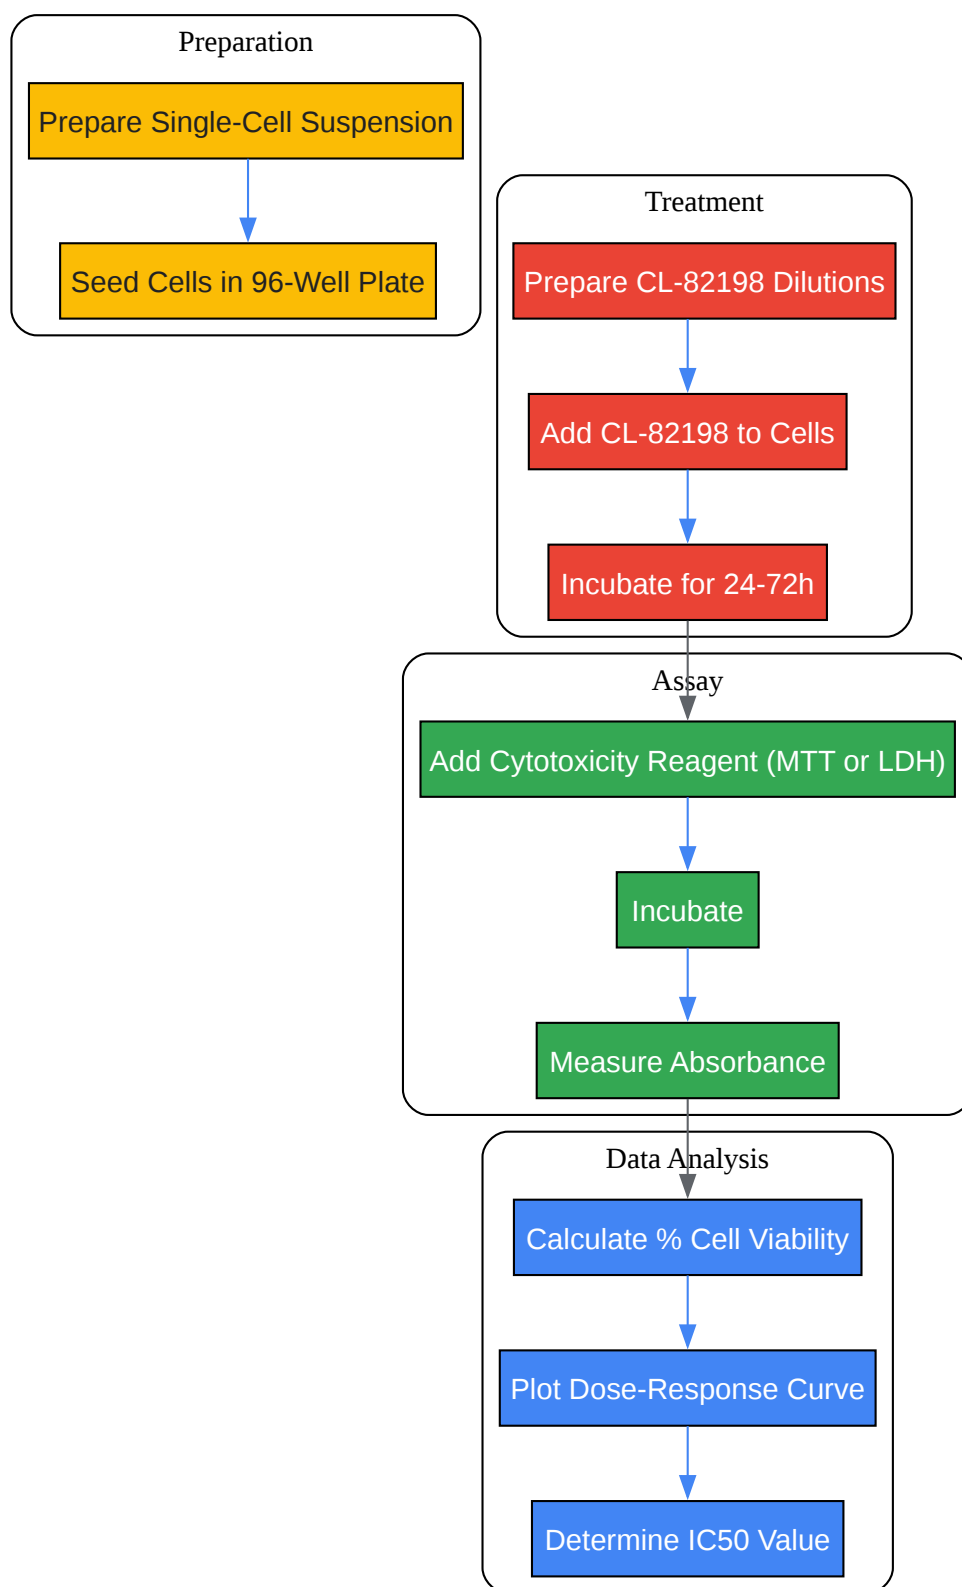 Preparation
Prepare Single-Cell Suspension
Seed Cells in 96-Well Plate
Treatment
Prepare CL-82198 Dilutions
Add CL-82198 to Cells
Incubate for 24-72h
Assay
Add Cytotoxicity Reagent (MTT or LDH)
Incubate
Measure Absorbance
Data Analysis
Calculate % Cell Viability
Plot Dose-Response Curve
Determine IC50 Value